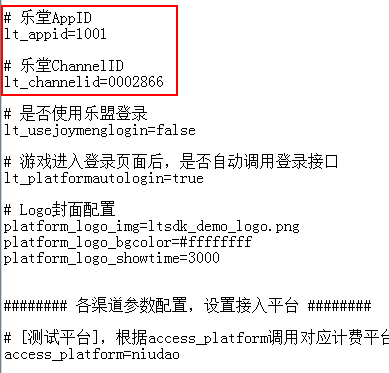 # 乐堂AppID
lt_appid=1001
# 乐堂ChannelID
lt_channelid=0002866
# 是否使用乐盟登录
lt_usejoymenglogin=false
# 游戏进入登录页面后，是否自动调用登录接口
lt_platformautologin=true
# Logo封面配置
platform_logo_img=ltsdk_demo_logo.png
platform_logo_bgcolor=#ffffffff
platform_logo_showtime=3000
######## 各渠道参数配置，设置接入平台 ########
# [测试平台]，根据access_platform调用对应计费平台
access_platform=niudao